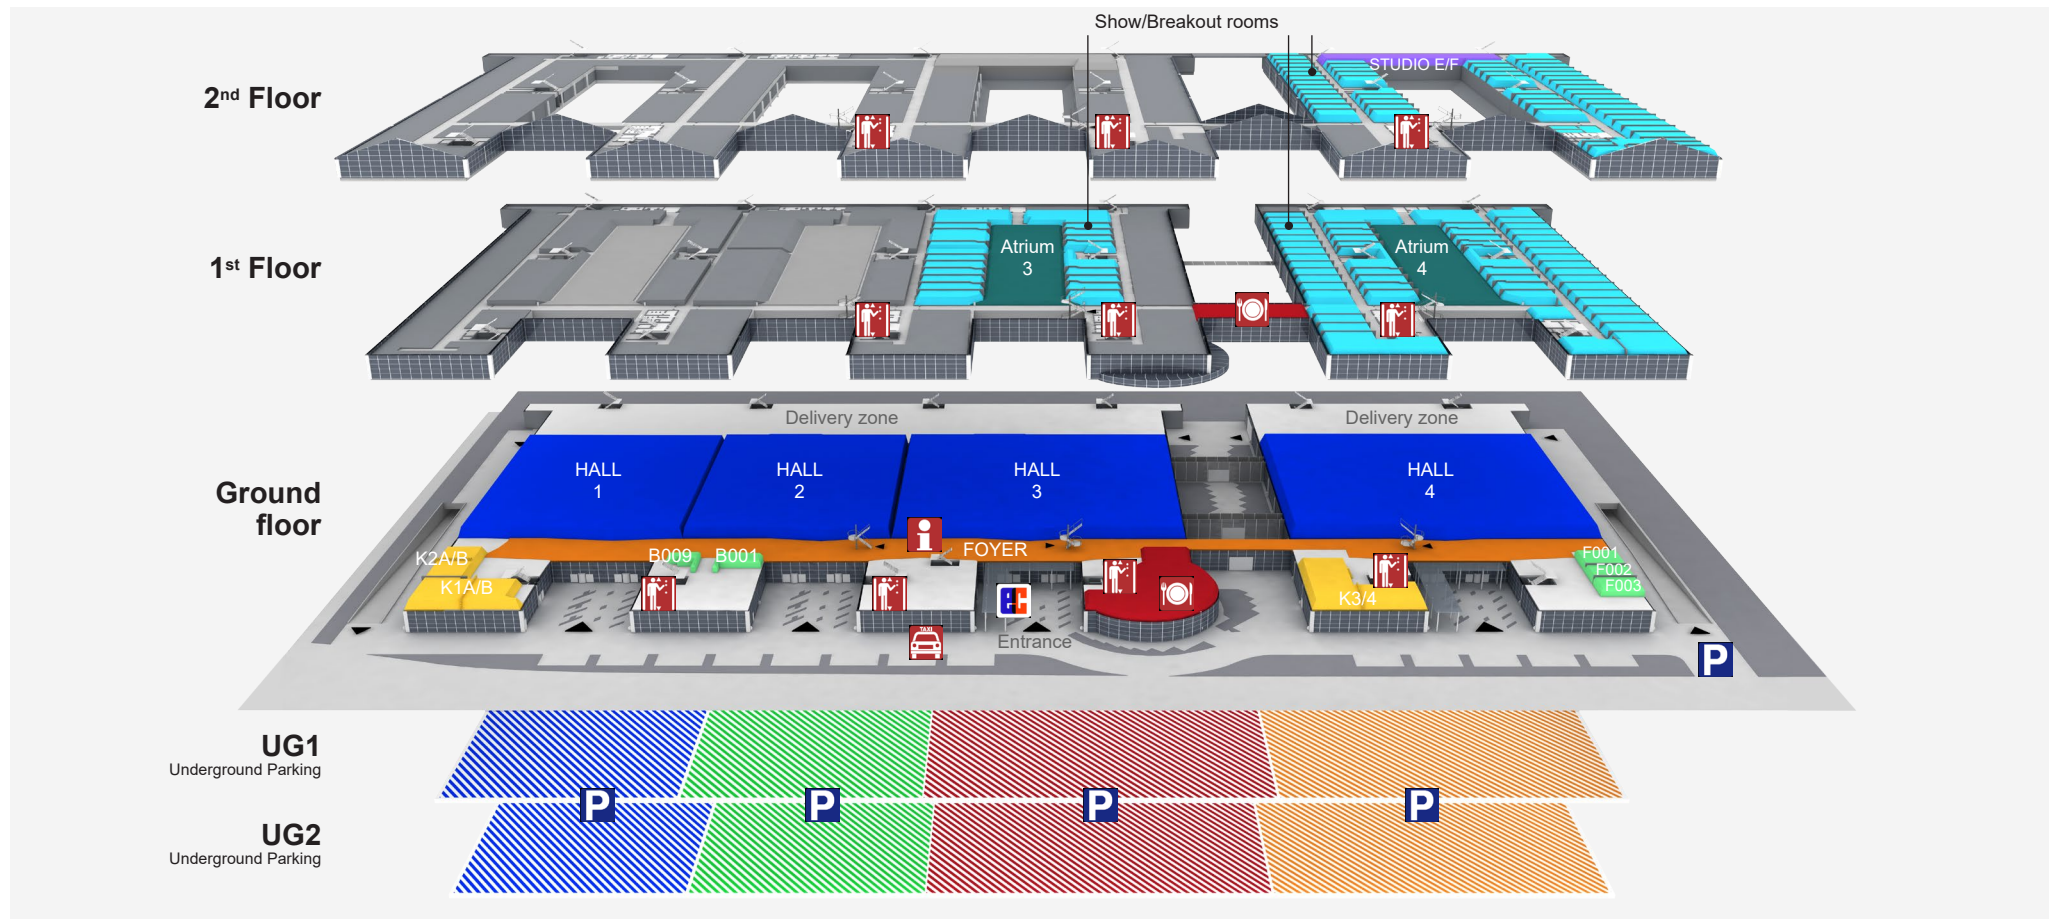 Show/Breakout rooms
2nd Floor
STUDIO E/F
1st Floor
Atrium
3
Atrium
4
Delivery zone
Delivery zone
Ground
floor
HALL
1
HALL
2
HALL
3
HALL
4
K2A/B
K1A/B
B009
B001
FOYER
F001
F002
F003
K3/4
EC
TAXI
Entrance
P
UG1
Underground Parking
P
P
P
P
UG2
Underground Parking